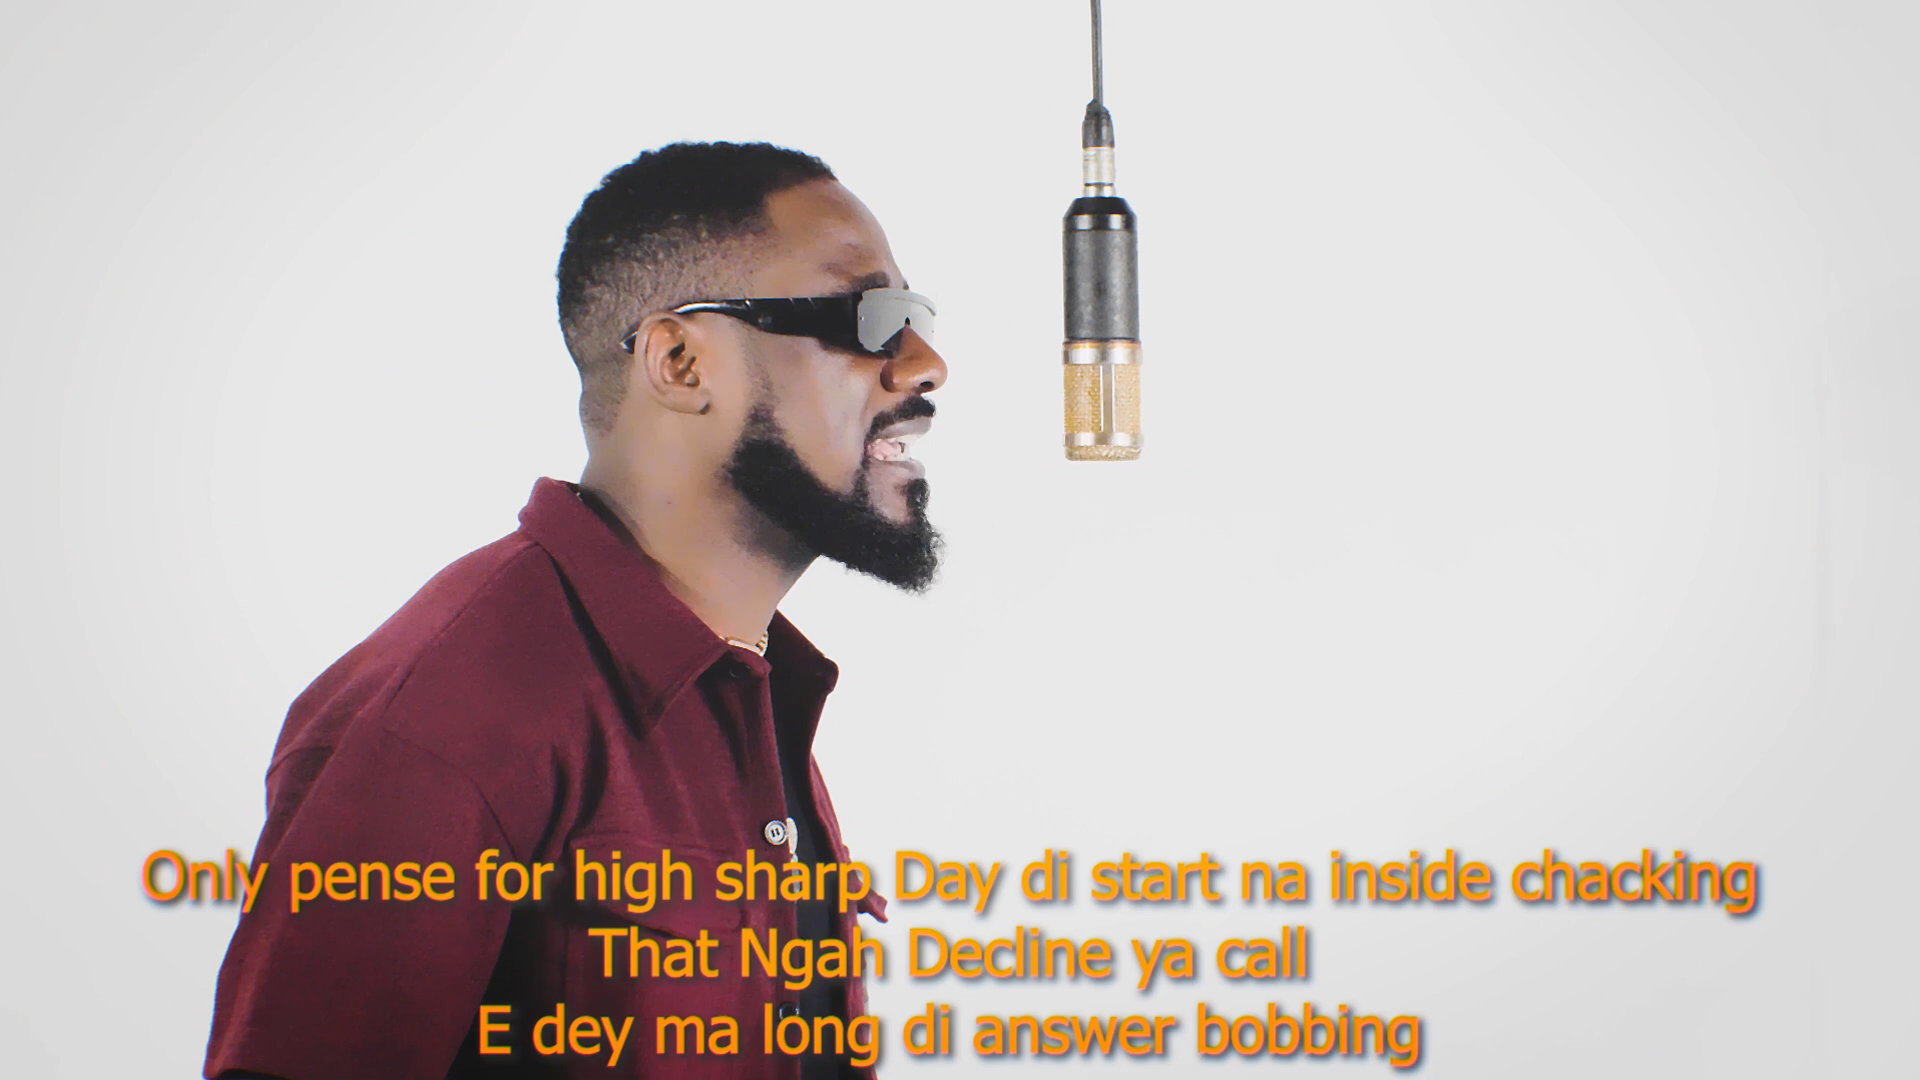 Only pense for high sharp Day di start na inside chacking
That Ngah Decline ya call
E dey ma long di answer bobbing